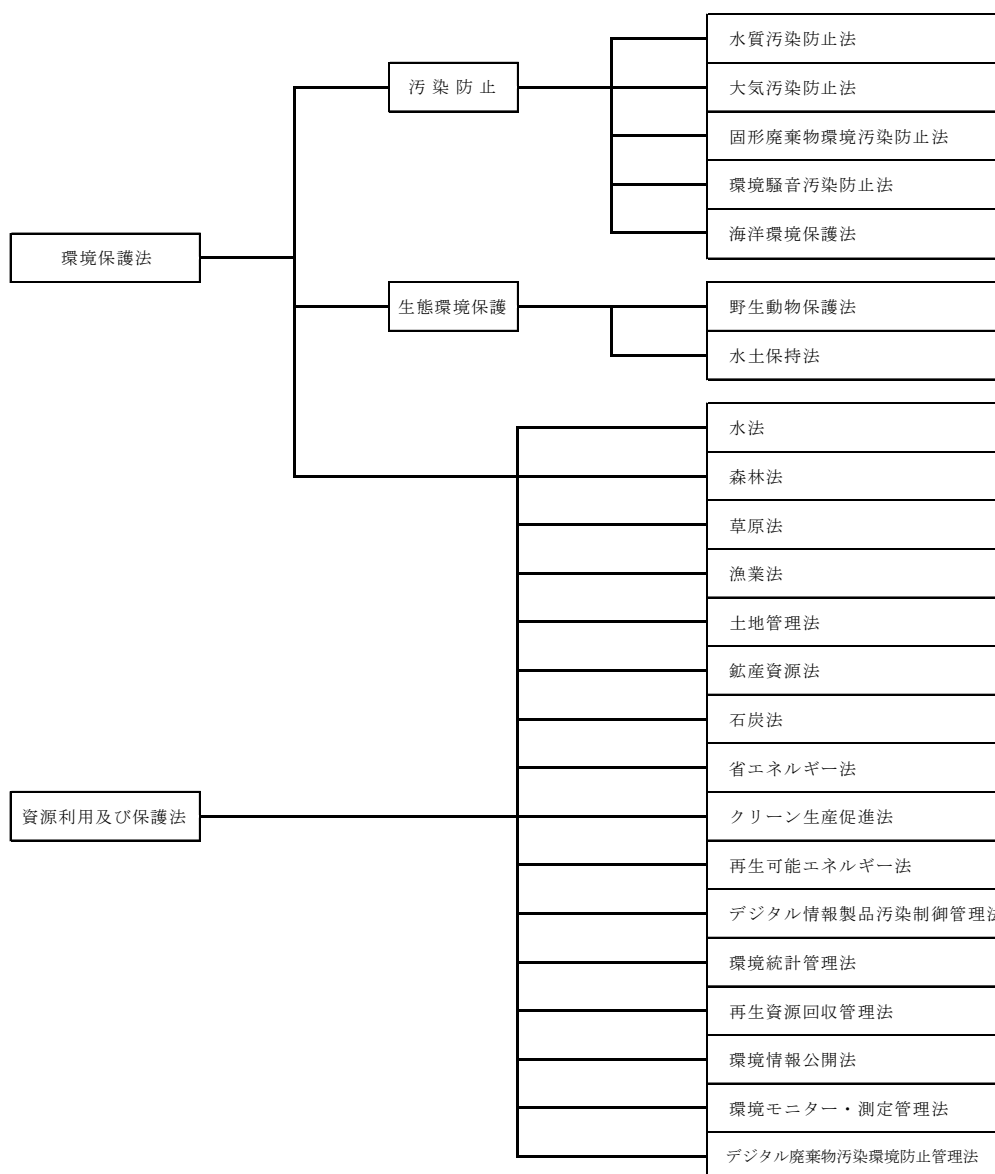 環境保護法
汚染防止
水質汚染防止法
大気汚染防止法
固形廃棄物環境汚染防止法
環境騒音汚染防止法
海洋環境保護法
生態環境保護
野生動物保護法
水土保持法
資源利用及び保護法
水法
森林法
草原法
漁業法
土地管理法
鉱産資源法
石炭法
省エネルギー法
クリーン生産促進法
再生可能エネルギー法
デジタル情報製品汚染制御管理法
環境統計管理法
再生資源回収管理法
環境情報公開法
環境モニター・測定管理法
デジタル廃棄物汚染環境防止管理法